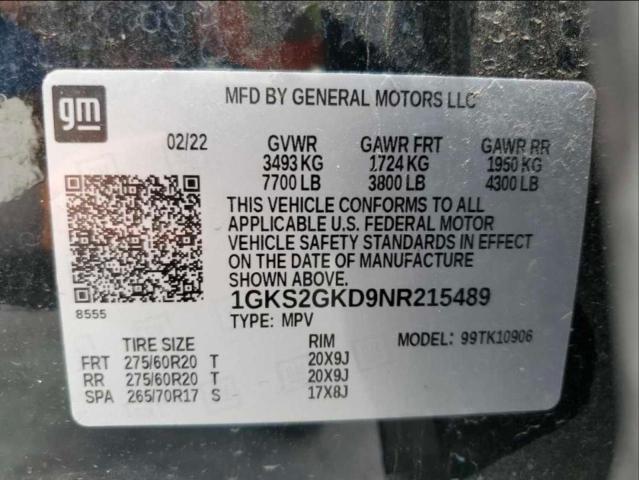 gm
MFD BY GENERAL MOTORS LLC
02/22 GVWR GAWR FRT GAWR RR
3493 KG 1724 KG 1950 KG
7700 LB 3800 LB 4300 LB
THIS VEHICLE CONFORMS TO ALL
APPLICABLE U.S. FEDERAL MOTOR
VEHICLE SAFETY STANDARDS IN EFFECT
ON THE DATE OF MANUFACTURE
SHOWN ABOVE.
8555
1GKS2GKD9NR215489
TYPE: MPV MODEL: 99TK10906
TIRE SIZE RIM
FRT 275/60R20 T 20X9J
RR 275/60R20 T 20X9J
SPA 265/70R17 S 17X8J